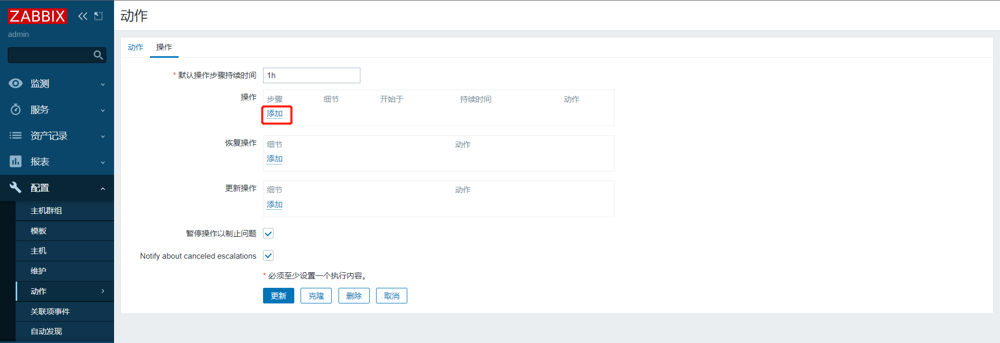 ZABBIX
admin
监测
服务
资产记录
报表
配置
主机群组
模板
主机
维护
动作
关联项事件
自动发现
动作
动作 操作
* 默认操作步骤持续时间 1h
操作 步骤 细节 开始于 持续时间 动作
添加
恢复操作 细节 动作
添加
更新操作 细节 动作
添加
暂停操作以制止问题
Notify about canceled escalations
* 必须至少设置一个执行内容。
更新 克隆 删除 取消